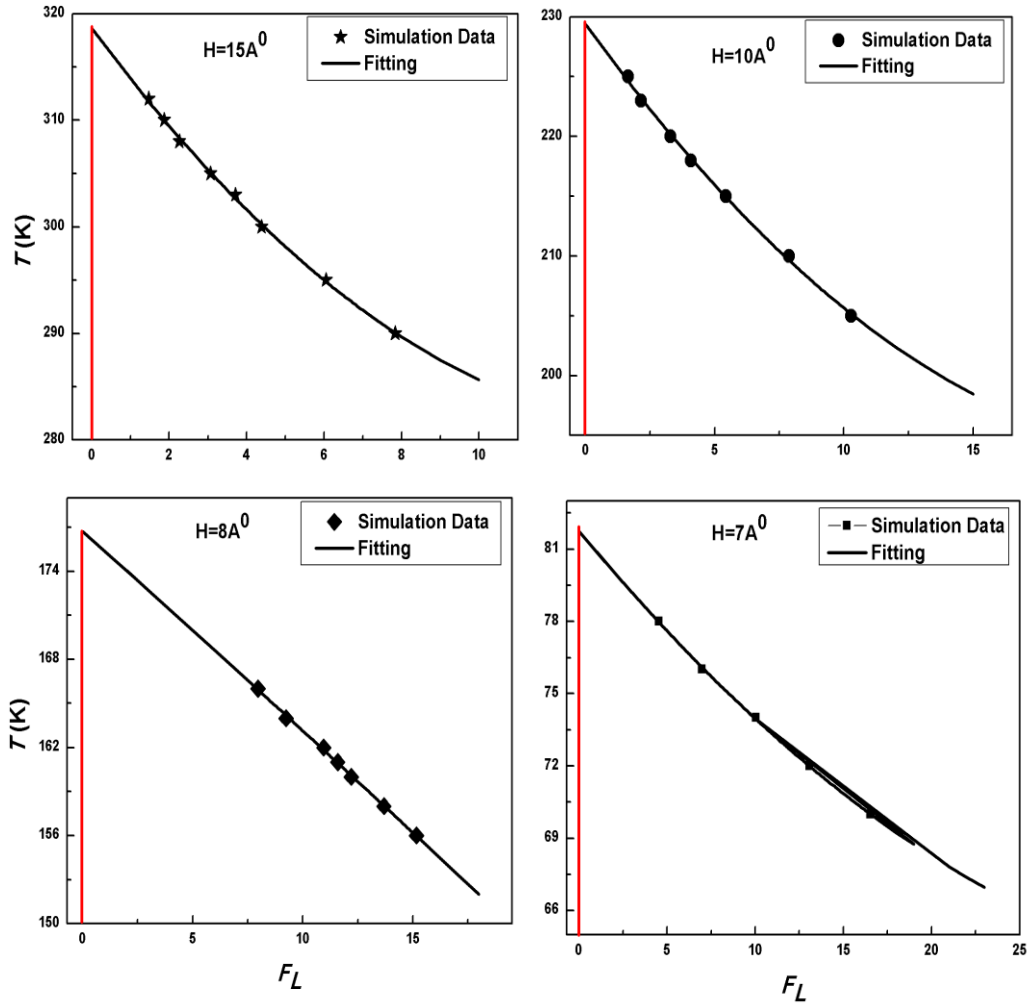 320
310
300
290
280
T (K)
H=15A0
Simulation Data
Fitting
0 2 4 6 8 10
230
220
210
200
H=10A0
Simulation Data
Fitting
0 5 10 15
174
168
162
156
150
T (K)
H=8A0
Simulation Data
Fitting
0 5 10 15
FL
81
78
75
72
69
66
H=7A0
Simulation Data
Fitting
0 5 10 15 20 25
FL